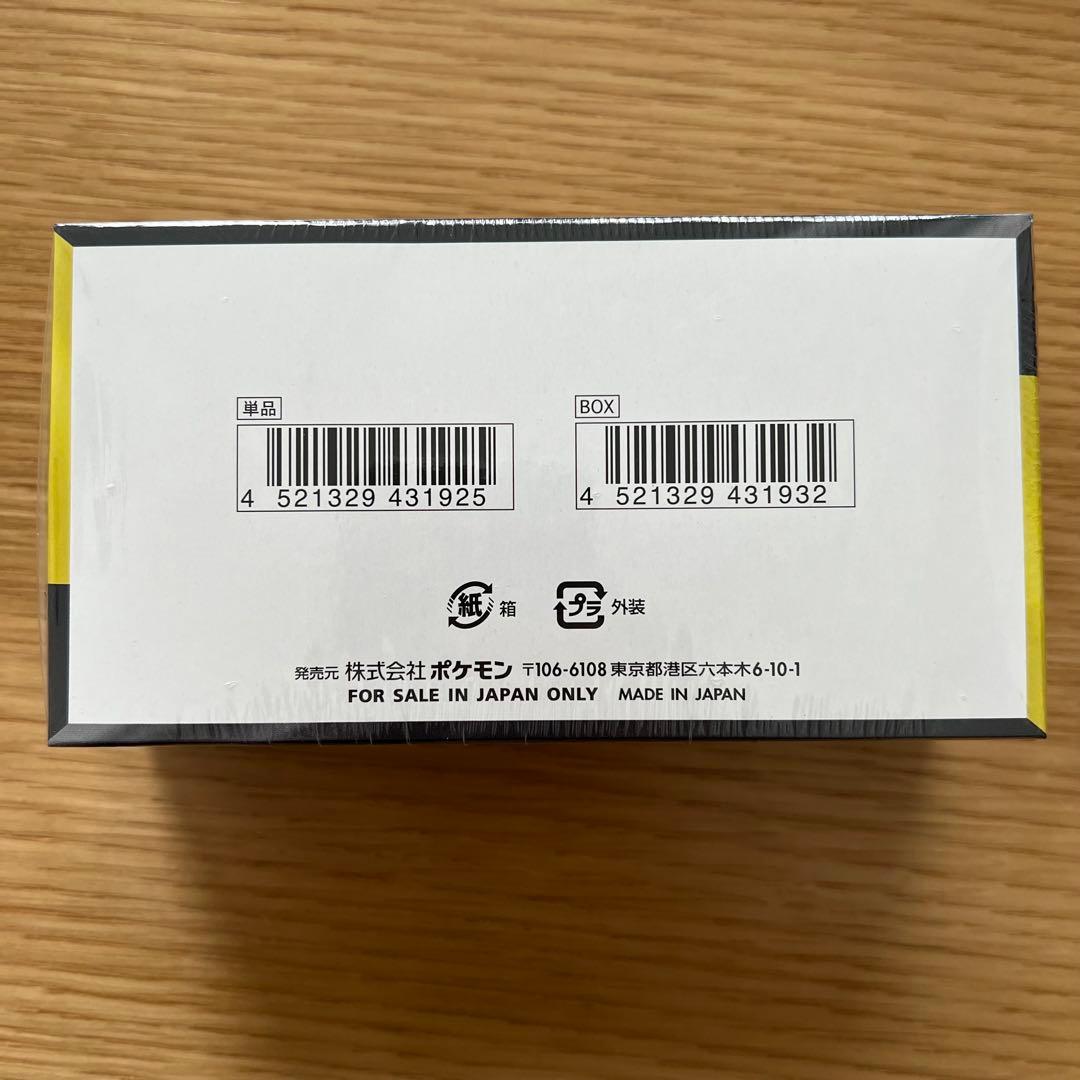 単品
4 521329 431925
BOX
4 521329 431932
紙 箱
プラ 外装
発売元 株式会社 ポケモン 〒106-6108 東京都港区六本木6-10-1
FOR SALE IN JAPAN ONLY MADE IN JAPAN